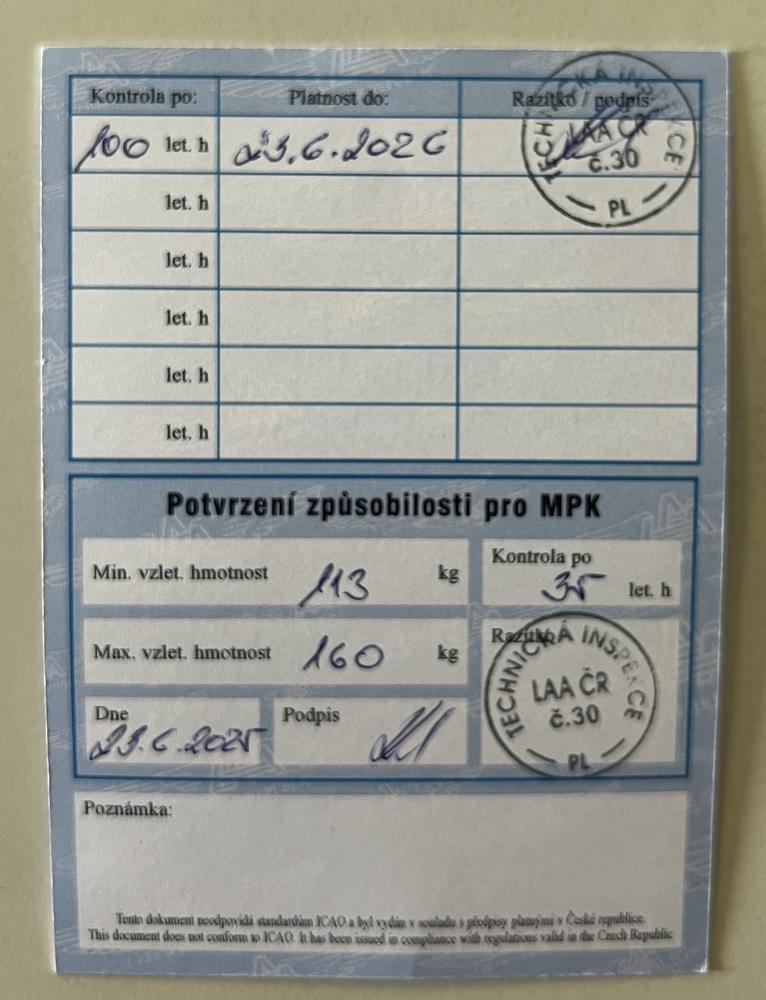 Kontrola po: Platnost do: Razítko / podpis:
100 let. h 23.6.2026
TECHNICKÁ INSPEKCE
LAA ČR
č.30
PL
let. h
let. h
let. h
let. h
let. h
Potvrzení způsobilosti pro MPK
Min. vzlet. hmotnost 113 kg
Kontrola po
35 let. h
Max. vzlet. hmotnost 160 kg
Razítko
TECHNICKÁ INSPEKCE
LAA ČR
č.30
PL
Dne
23.6.2025
Podpis
Poznámka:
Tento dokument neodpovídá standardům ICAO a byl vydán v souladu s předpisy platnými v České republice.
This document does not conform to ICAO. It has been issued in compliance with regulations valid in the Czech Republic